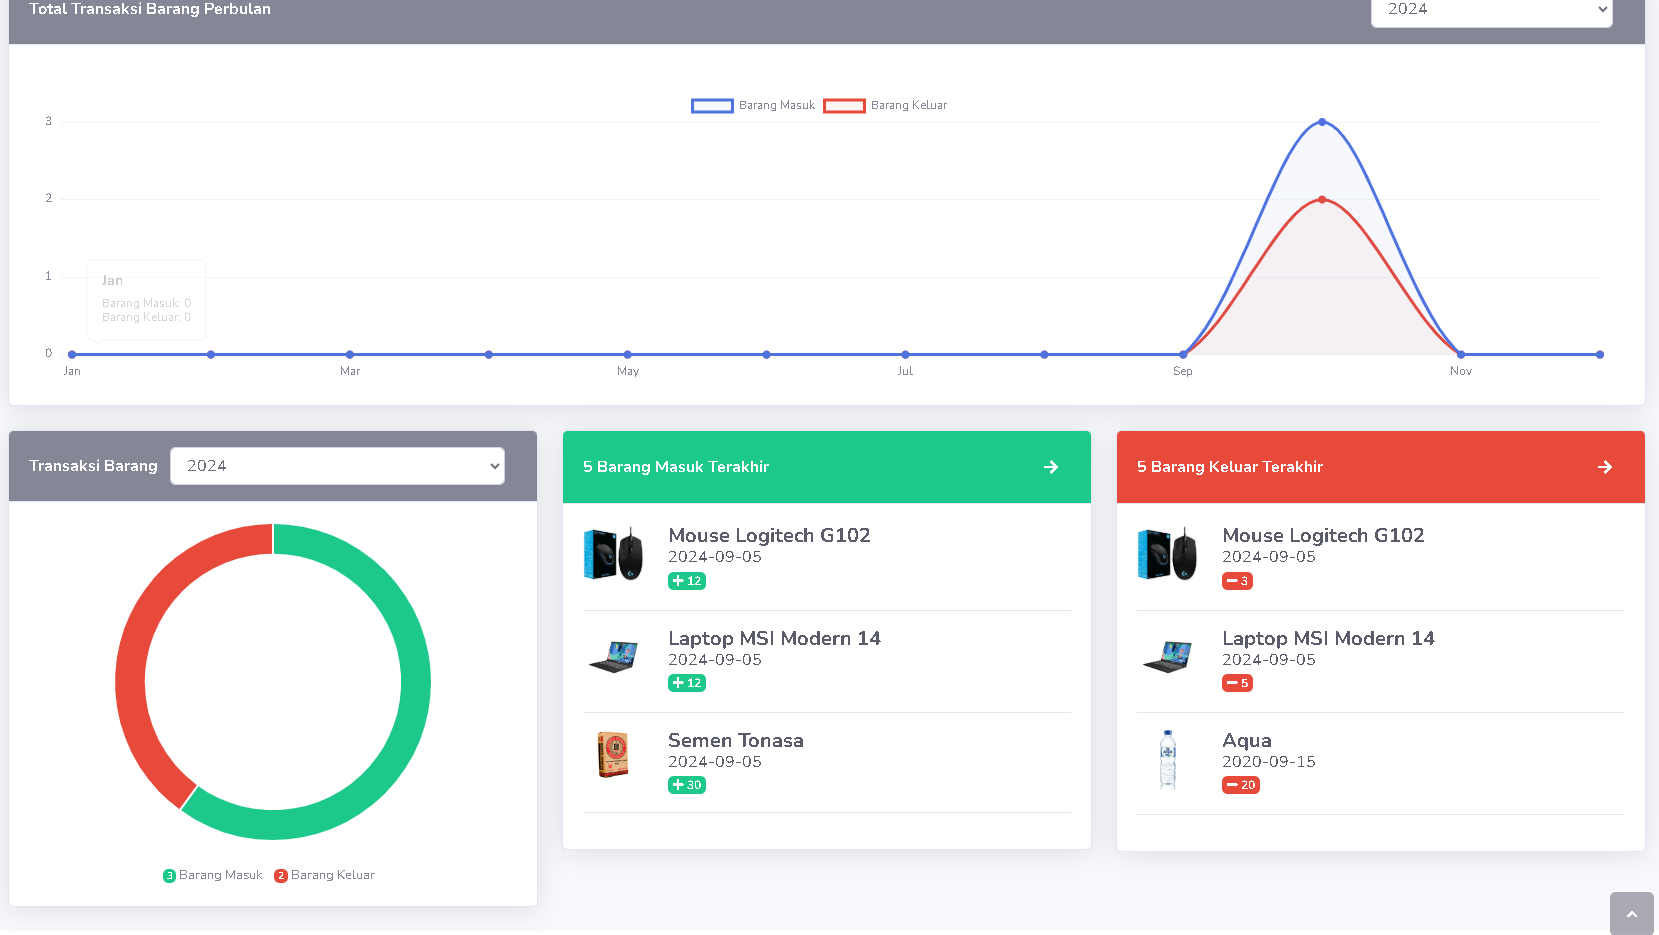 Total Transaksi Barang Perbulan
2024
Barang Masuk
Barang Keluar
3
2
1
0
Jan
Barang Masuk: 0
Barang Keluar: 0
Jan
Mar
May
Jul
Sep
Nov
Transaksi Barang
2024
3 Barang Masuk
2 Barang Keluar
5 Barang Masuk Terakhir
Mouse Logitech G102
2024-09-05
+ 12
Laptop MSI Modern 14
2024-09-05
+ 12
Semen Tonasa
2024-09-05
+ 30
5 Barang Keluar Terakhir
Mouse Logitech G102
2024-09-05
− 3
Laptop MSI Modern 14
2024-09-05
− 5
Aqua
2020-09-15
− 20